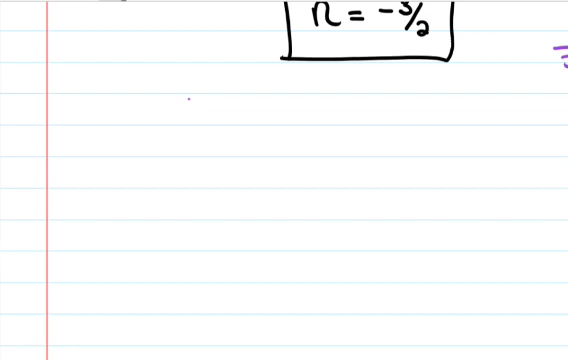 n = -3/2